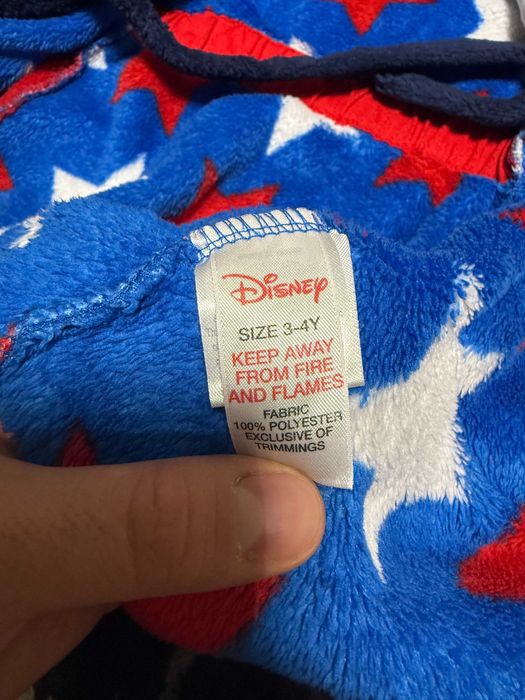 Disney
SIZE 3-4Y
KEEP AWAY
FROM FIRE
AND FLAMES
FABRIC
100% POLYESTER
EXCLUSIVE OF
TRIMMINGS